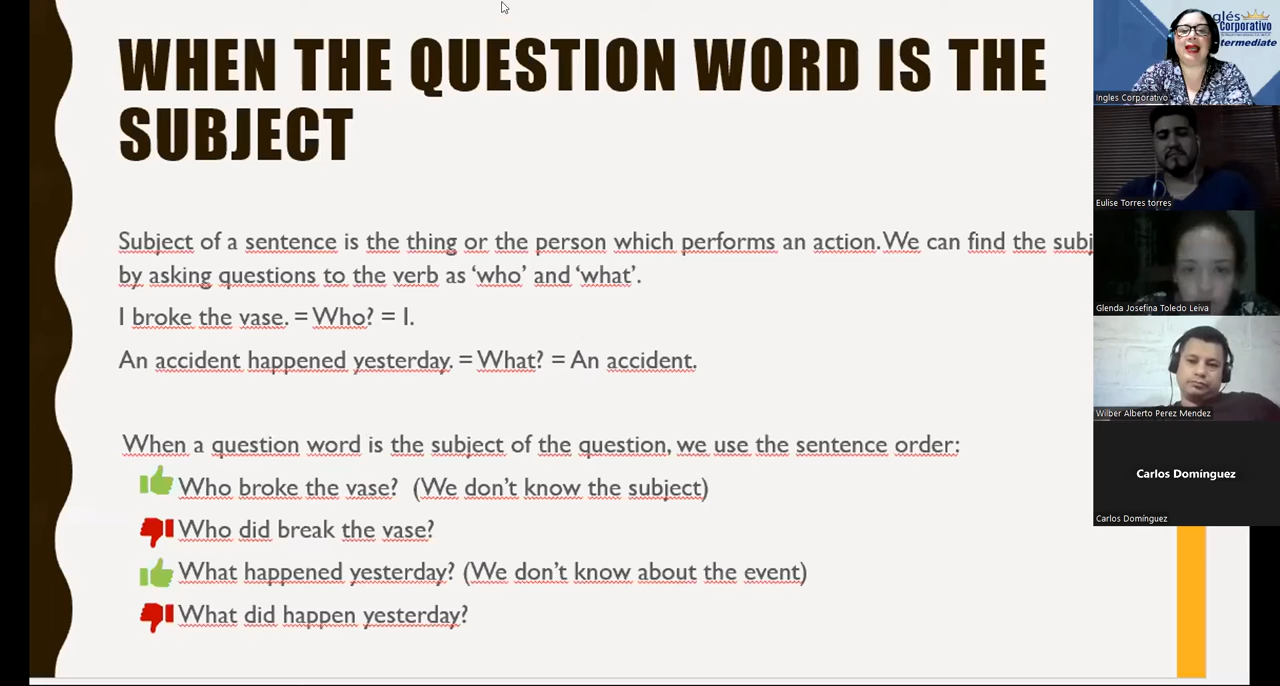 WHEN THE QUESTION WORD IS THE
SUBJECT
Subject of a sentence is the thing or the person which performs an action. We can find the subj
by asking questions to the verb as ‘who’ and ‘what’.
I broke the vase. = Who? = I.
An accident happened yesterday. = What? = An accident.
When a question word is the subject of the question, we use the sentence order:
Who broke the vase? (We don’t know the subject)
Who did break the vase?
What happened yesterday? (We don’t know about the event)
What did happen yesterday?
glés
Corporativo
termediate
Ingles Corporativo
Eulise Torres torres
Glenda Josefina Toledo Leiva
Wilber Alberto Perez Mendez
Carlos Domínguez
Carlos Domínguez